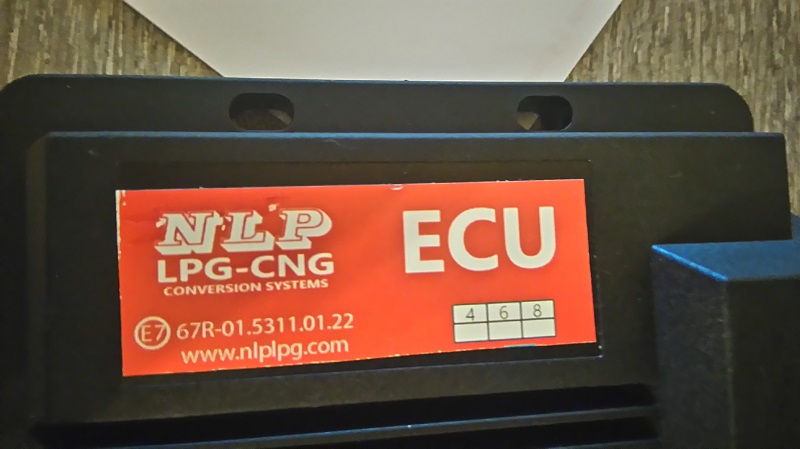 NLP
LPG-CNG
CONVERSION SYSTEMS
E7 67R-01.5311.01.22
www.nlplpg.com
ECU
4 6 8